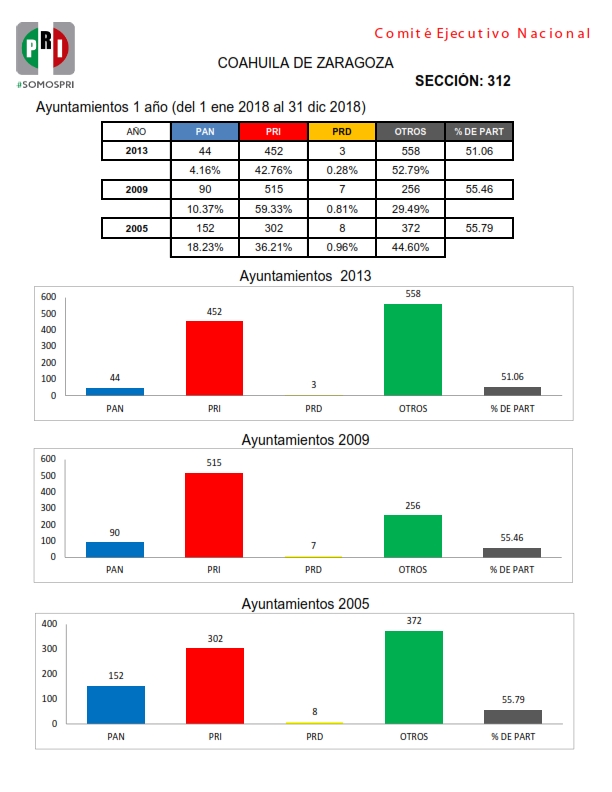 Comité Ejecutivo Nacional
PRI
#SOMOSPRI
COAHUILA DE ZARAGOZA
SECCIÓN: 312
Ayuntamientos 1 año (del 1 ene 2018 al 31 dic 2018)
AÑO PAN PRI PRD OTROS % DE PART
2013 44 452 3 558 51.06
4.16% 42.76% 0.28% 52.79%
2009 90 515 7 256 55.46
10.37% 59.33% 0.81% 29.49%
2005 152 302 8 372 55.79
18.23% 36.21% 0.96% 44.60%
Ayuntamientos 2013
600
500
400
300
200
100
0
44 452 3 558 51.06
PAN PRI PRD OTROS % DE PART
Ayuntamientos 2009
600
500
400
300
200
100
0
90 515 7 256 55.46
PAN PRI PRD OTROS % DE PART
Ayuntamientos 2005
400
300
200
100
0
152 302 8 372 55.79
PAN PRI PRD OTROS % DE PART